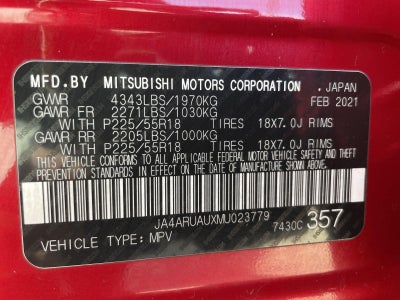 MFD.BY MITSUBISHI MOTORS CORPORATION . JAPAN
GVWR 4343LBS/1970KG FEB 2021
GAWR FR 2271LBS/1030KG
WITH P225/55R18 TIRES 18X7.0J RIMS
GAWR RR 2205LBS/1000KG
WITH P225/55R18 TIRES 18X7.0J RIMS
THIS VEHICLE CONFORMS TO ALL APPLICABLE FEDERAL MOTOR VEHICLE SAFETY, BUMPER, AND THEFT
PREVENTION STANDARDS IN EFFECT ON THE DATE OF MANUFACTURE SHOWN ABOVE.
JA4ARUAUXMU023779
VEHICLE TYPE: MPV 7430C 357